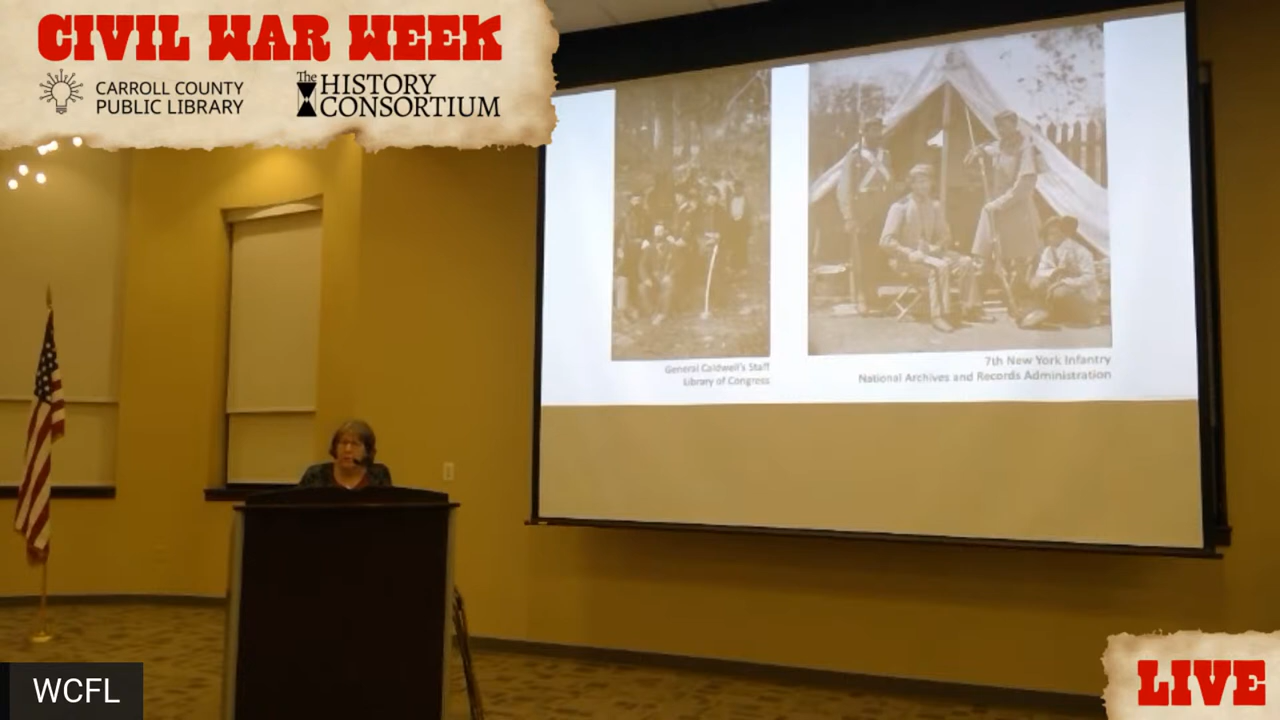 CIVIL WAR WEEK
CARROLL COUNTY
PUBLIC LIBRARY
The HISTORY
CONSORTIUM
General Caldwell's Staff
Library of Congress
7th New York Infantry
National Archives and Records Administration
WCFL
LIVE